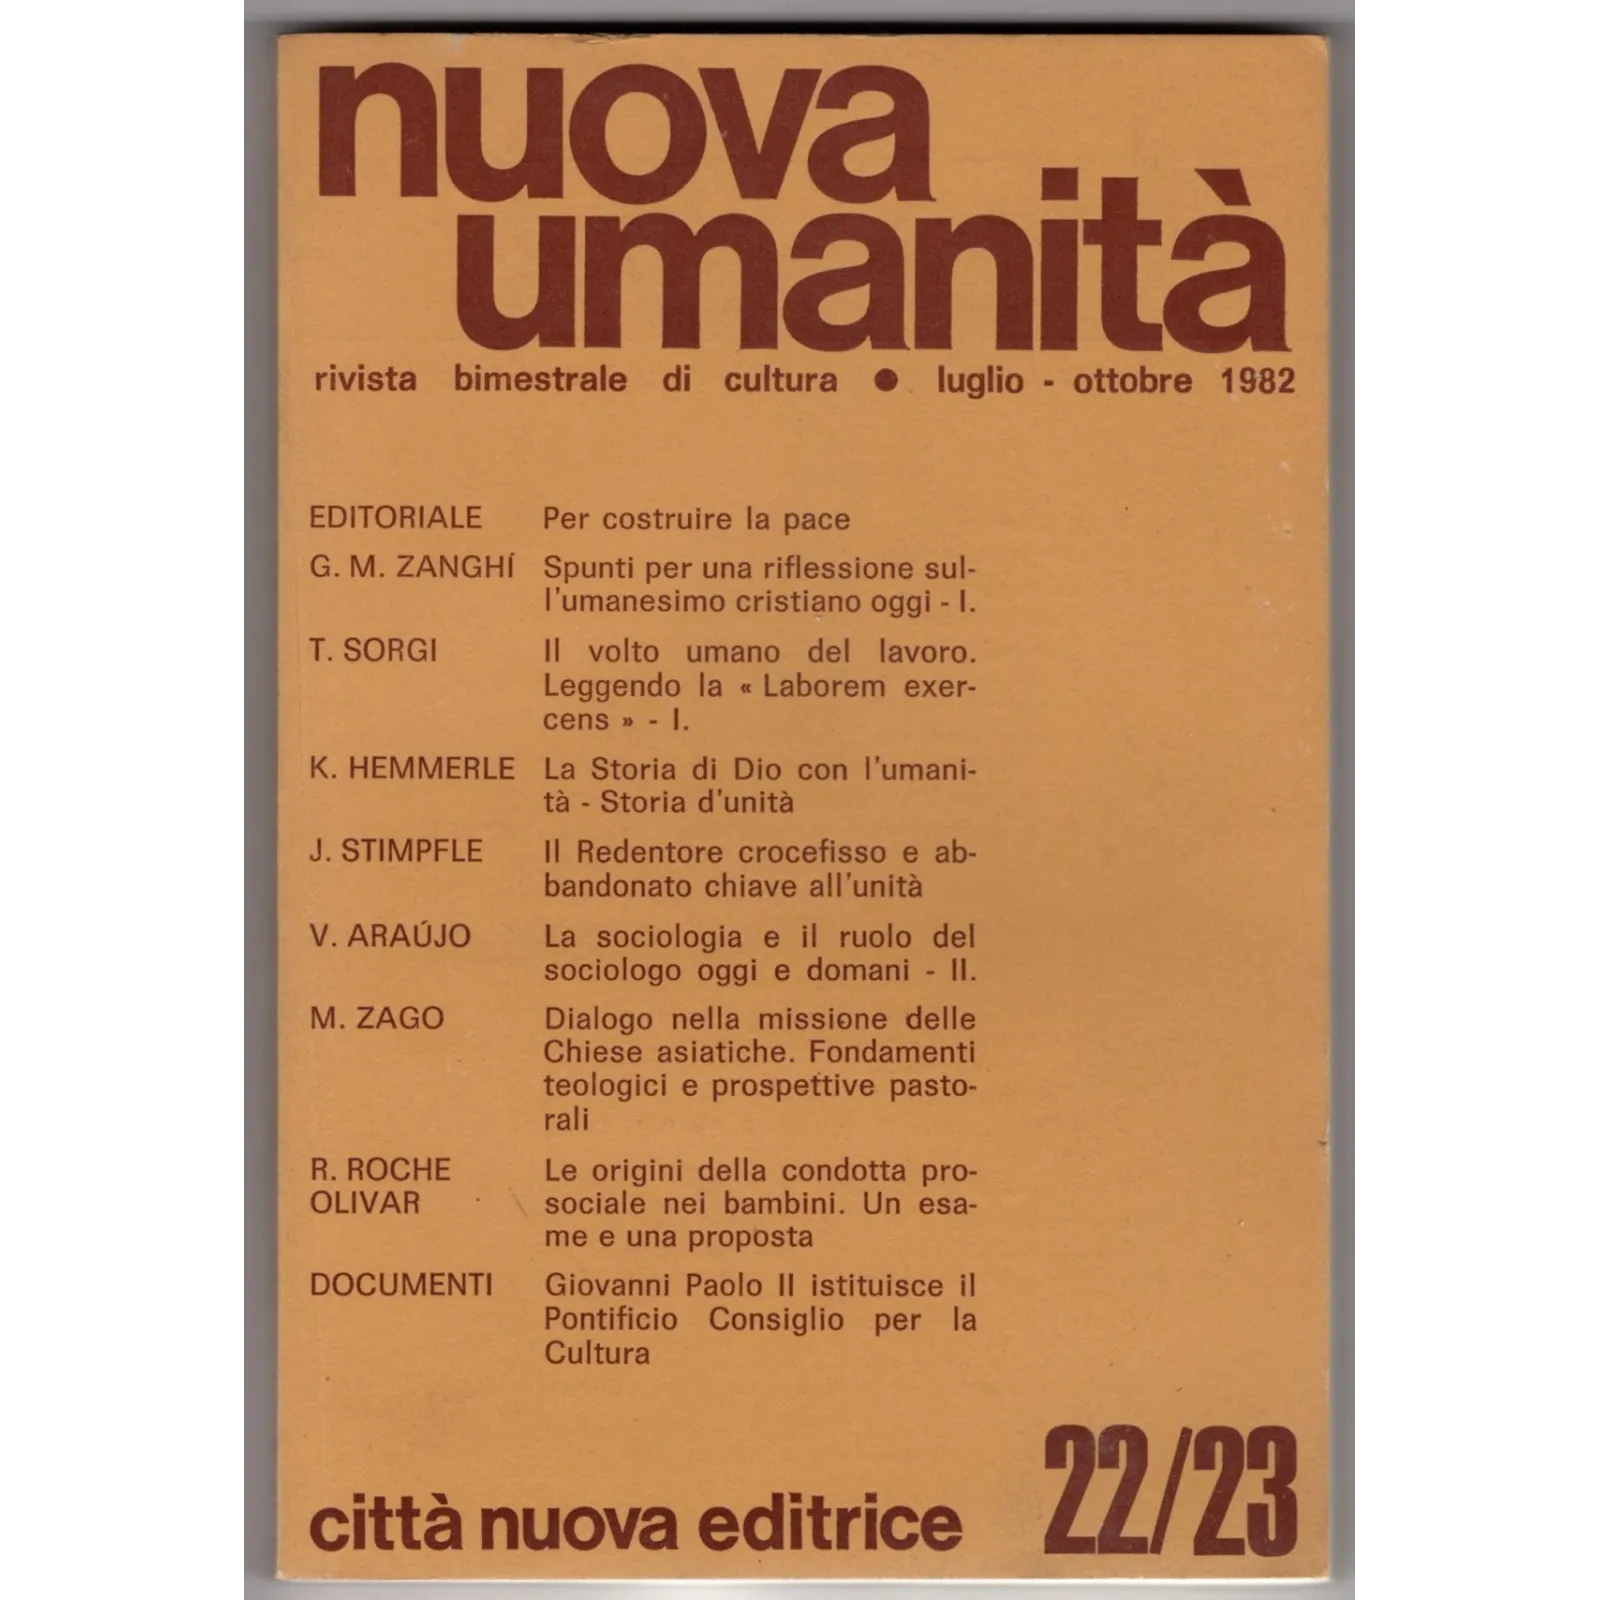 nuova
umanità
rivista bimestrale di cultura ● luglio - ottobre 1982
EDITORIALE Per costruire la pace
G. M. ZANGHÍ Spunti per una riflessione sul-
l'umanesimo cristiano oggi - I.
T. SORGI Il volto umano del lavoro.
Leggendo la « Laborem exer-
cens » - I.
K. HEMMERLE La Storia di Dio con l'umani-
tà - Storia d'unità
J. STIMPFLE Il Redentore crocefisso e ab-
bandonato chiave all'unità
V. ARAÚJO La sociologia e il ruolo del
sociologo oggi e domani - II.
M. ZAGO Dialogo nella missione delle
Chiese asiatiche. Fondamenti
teologici e prospettive pasto-
rali
R. ROCHE Le origini della condotta pro-
OLIVAR sociale nei bambini. Un esa-
me e una proposta
DOCUMENTI Giovanni Paolo II istituisce il
Pontificio Consiglio per la
Cultura
città nuova editrice 22/23